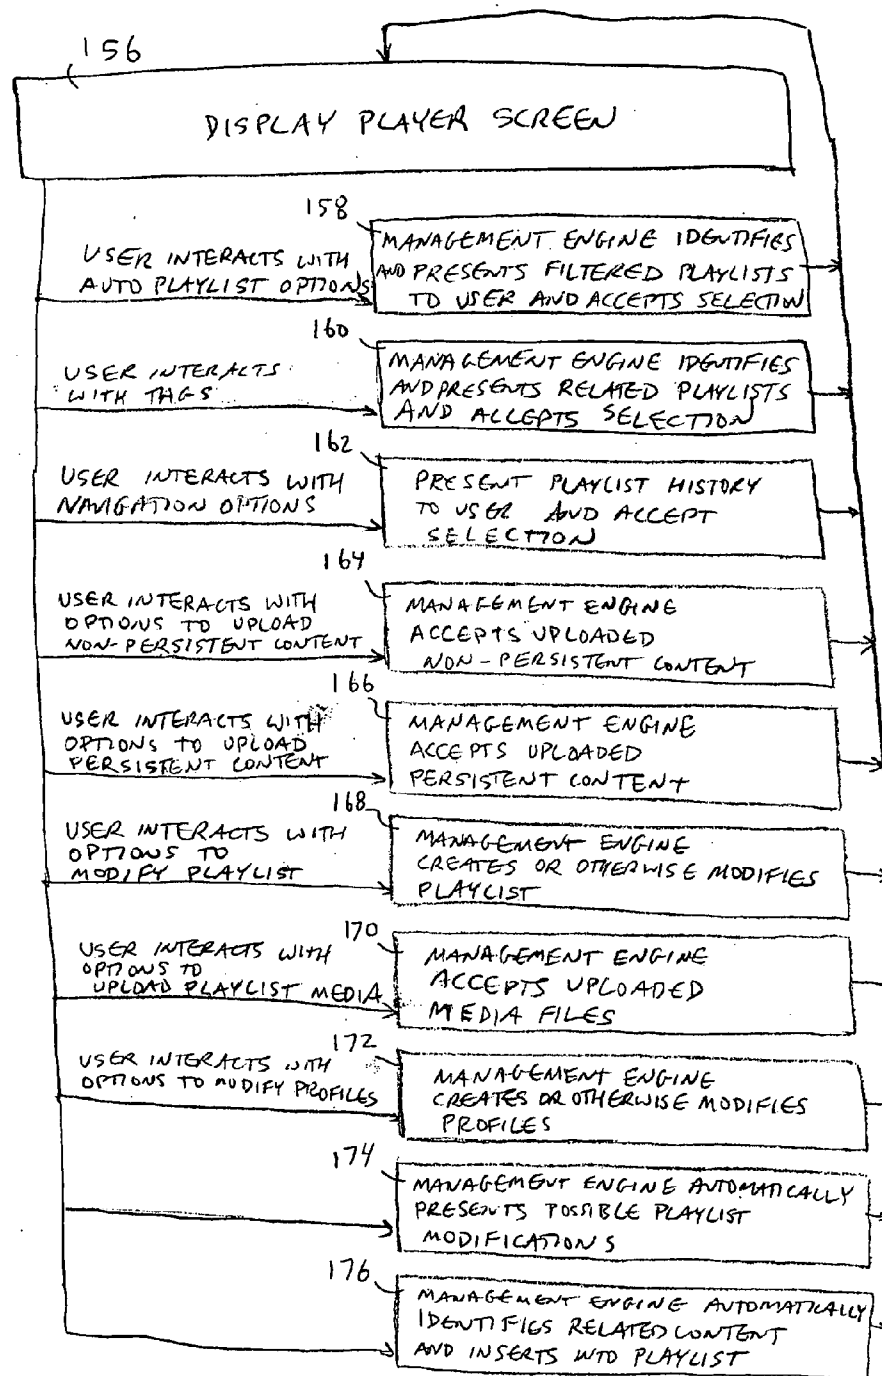 156
DISPLAY PLAYER SCREEN
158
USER INTERACTS WITH
AUTO PLAYLIST OPTIONS
MANAGEMENT ENGINE IDENTIFIES
AND PRESENTS FILTERED PLAYLISTS
TO USER AND ACCEPTS SELECTION
160
USER INTERACTS
WITH TAGS
MANAGEMENT ENGINE IDENTIFIES
AND PRESENTS RELATED PLAYLISTS
AND ACCEPTS SELECTION
162
USER INTERACTS WITH
NAVIGATION OPTIONS
PRESENT PLAYLIST HISTORY
TO USER AND ACCEPT
SELECTION
164
USER INTERACTS WITH
OPTIONS TO UPLOAD
NON-PERSISTENT CONTENT
MANAGEMENT ENGINE
ACCEPTS UPLOADED
NON-PERSISTENT CONTENT
166
USER INTERACTS WITH
OPTIONS TO UPLOAD
PERSISTENT CONTENT
MANAGEMENT ENGINE
ACCEPTS UPLOADED
PERSISTENT CONTENT
168
USER INTERACTS WITH
OPTIONS TO
MODIFY PLAYLIST
MANAGEMENT ENGINE
CREATES OR OTHERWISE MODIFIES
PLAYLIST
170
USER INTERACTS WITH
OPTIONS TO
UPLOAD PLAYLIST MEDIA
MANAGEMENT ENGINE
ACCEPTS UPLOADED
MEDIA FILES
172
USER INTERACTS WITH
OPTIONS TO MODIFY PROFILES
MANAGEMENT ENGINE
CREATES OR OTHERWISE MODIFIES
PROFILES
174
MANAGEMENT ENGINE AUTOMATICALLY
PRESENTS POSSIBLE PLAYLIST
MODIFICATIONS
176
MANAGEMENT ENGINE AUTOMATICALLY
IDENTIFIES RELATED CONTENT
AND INSERTS INTO PLAYLIST